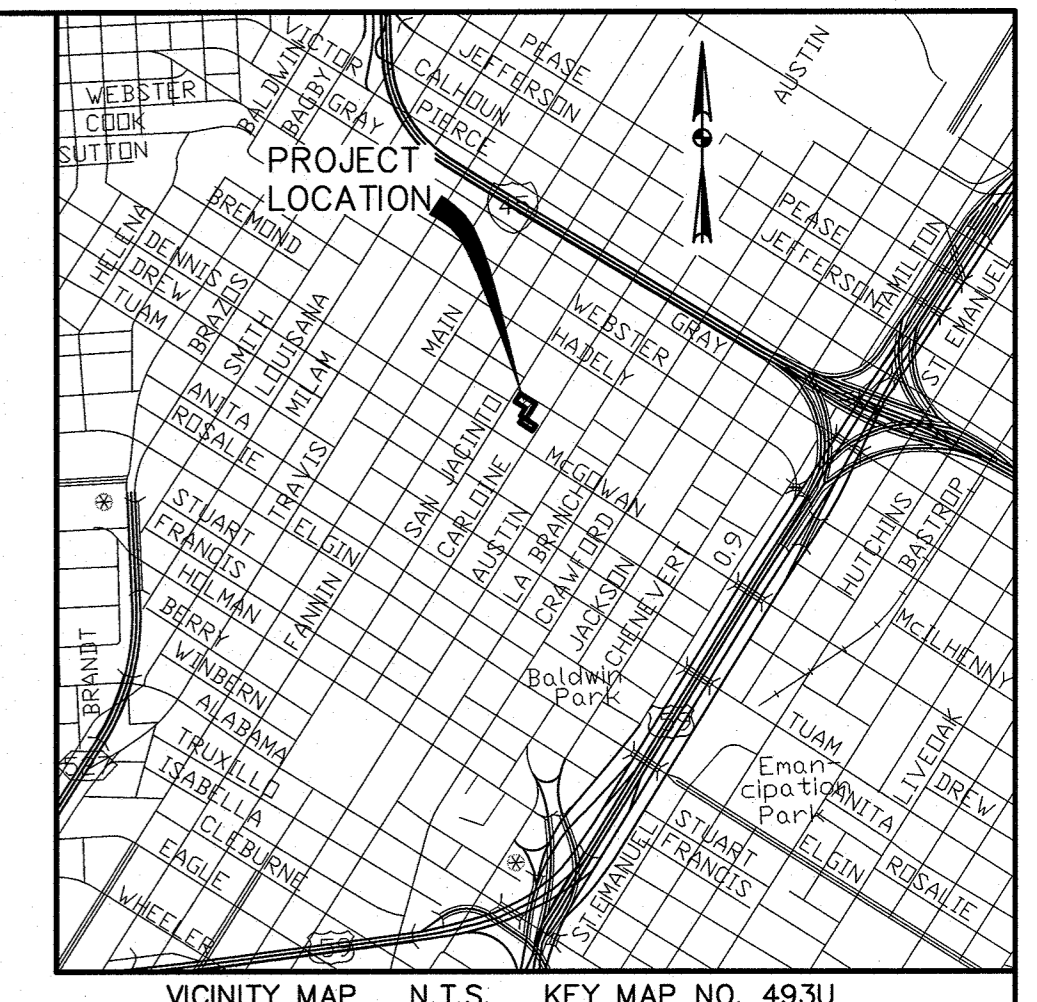 VICTOR
BALDWIN
BAGBY
GRAY
PEASE
JEFFERSON
CALHOUN
PIERCE
AUSTIN
WEBSTER
COOK
SUTTON
PROJECT
LOCATION
45
BREMOND
HELENA
DENNIS
DREW
TUAM
BRAZOS
SMITH
LOUISANA
MILAM
MAIN
PEASE
JEFFERSON
HAMILTON
ST EMANUEL
WEBSTER
HADELY
GRAY
ANITA
ROSALIE
TRAVIS
SAN JACINTO
CARLOINE
AUSTIN
LA BRANCH
CRAWFORD
JACKSON
CHENEVERT
McGOWAN
0.9
STUART
FRANCIS
HOLMAN
BERRY
WINBERN
ALABAMA
TRUXILLO
ISABELLA
CLEBURNE
EAGLE
WHEELER
ELGIN
FANNIN
BRANDT
HUTCHINS
BASTROP
McILHENNY
Baldwin
Park
59
TUAM
Eman-
cipation
Park
ANITA
LIVEOAK
DREW
STUART
FRANCIS
ELGIN
ROSALIE
ST.EMANUEL
59
VICINITY MAP N.T.S. KEY MAP NO. 493U